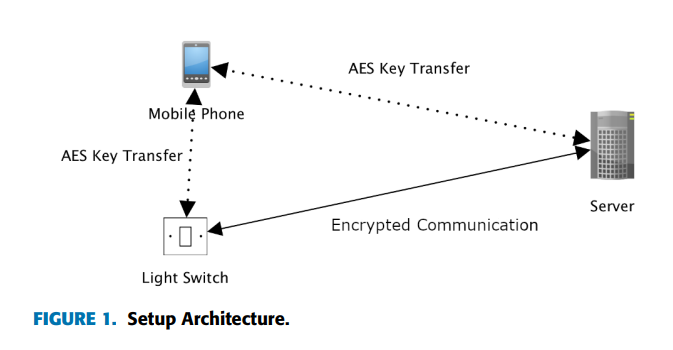 AES Key Transfer
Mobile Phone
AES Key Transfer
Server
Encrypted Communication
Light Switch
FIGURE 1. Setup Architecture.